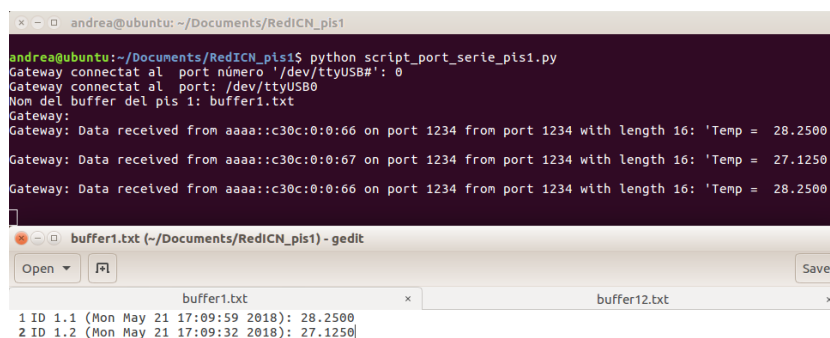 andrea@ubuntu: ~/Documents/RedICN_pis1
andrea@ubuntu:~/Documents/RedICN_pis1$ python script_port_serie_pis1.py
Gateway connectat al  port número '/dev/ttyUSB#': 0
Gateway connectat al  port: /dev/ttyUSB0
Nom del buffer del pis 1: buffer1.txt
Gateway:
Gateway: Data received from aaaa::c30c:0:0:66 on port 1234 from port 1234 with length 16: 'Temp =  28.2500
Gateway: Data received from aaaa::c30c:0:0:67 on port 1234 from port 1234 with length 16: 'Temp =  27.1250
Gateway: Data received from aaaa::c30c:0:0:66 on port 1234 from port 1234 with length 16: 'Temp =  28.2500
buffer1.txt (~/Documents/RedICN_pis1) - gedit
Open Save
buffer1.txt × buffer12.txt ×
1 ID 1.1 (Mon May 21 17:09:59 2018): 28.2500
2 ID 1.2 (Mon May 21 17:09:32 2018): 27.1250